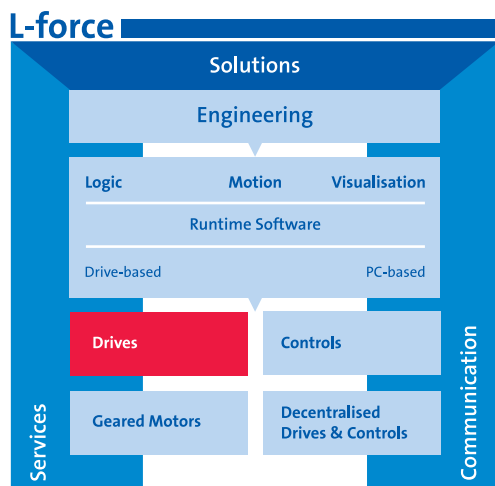 L-force
Solutions
Engineering
Logic Motion Visualisation
Runtime Software
Drive-based PC-based
Drives Controls
Geared Motors Decentralised
Drives & Controls
Services
Communication